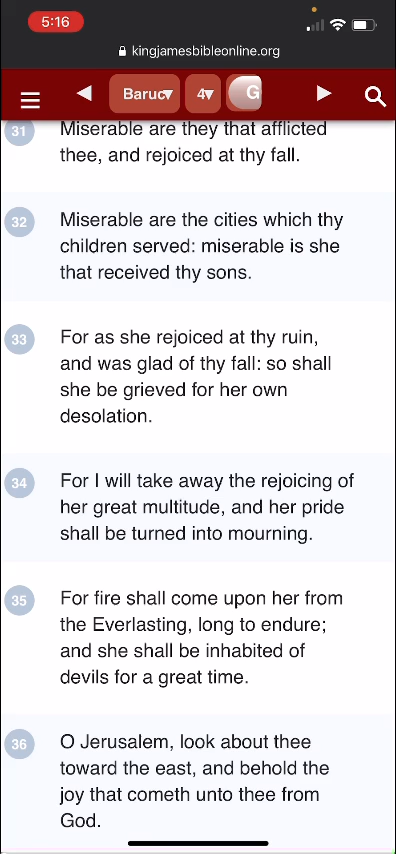 5:16
kingjamesbibleonline.org
Baruc
4
G
31 Miserable are they that afflicted
thee, and rejoiced at thy fall.
32 Miserable are the cities which thy
children served: miserable is she
that received thy sons.
33 For as she rejoiced at thy ruin,
and was glad of thy fall: so shall
she be grieved for her own
desolation.
34 For I will take away the rejoicing of
her great multitude, and her pride
shall be turned into mourning.
35 For fire shall come upon her from
the Everlasting, long to endure;
and she shall be inhabited of
devils for a great time.
36 O Jerusalem, look about thee
toward the east, and behold the
joy that cometh unto thee from
God.